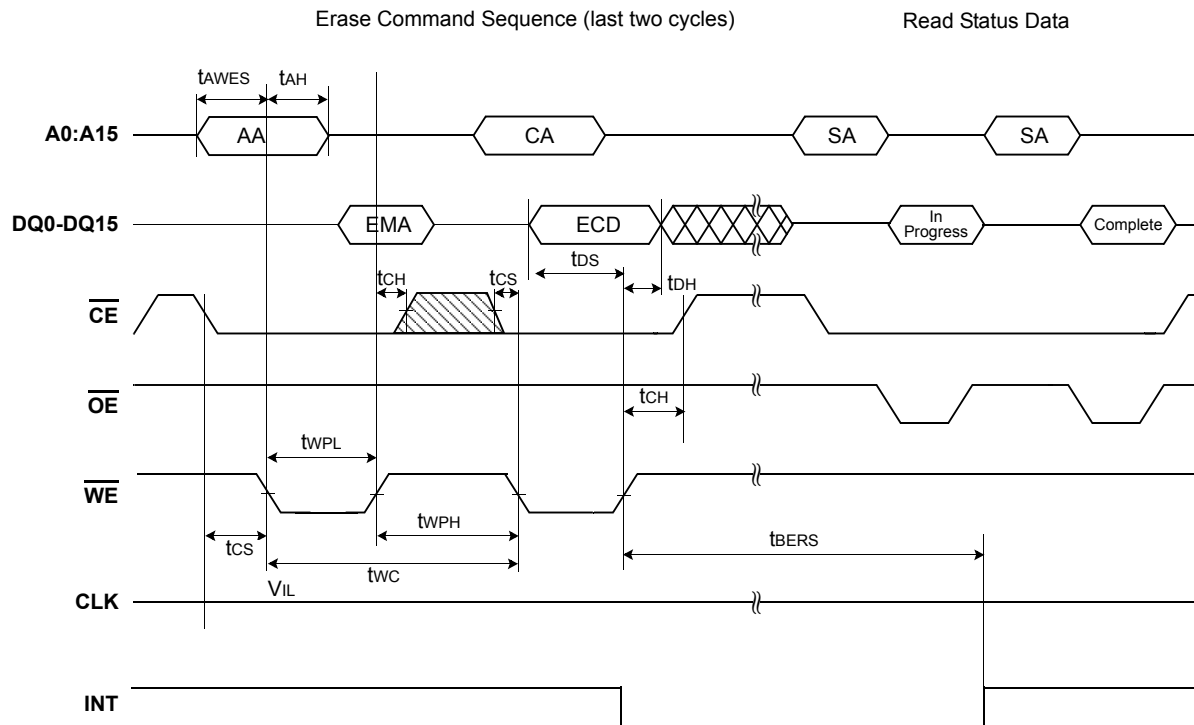 Erase Command Sequence (last two cycles)
Read Status Data
tAWES
tAH
A0:A15
AA
CA
SA
SA
DQ0-DQ15
EMA
ECD
In
Progress
Complete
tDS
tCH
tCS
tDH
CE
OE
tCH
tWPL
WE
tWPH
tCS
tBERS
tWC
VIL
CLK
INT